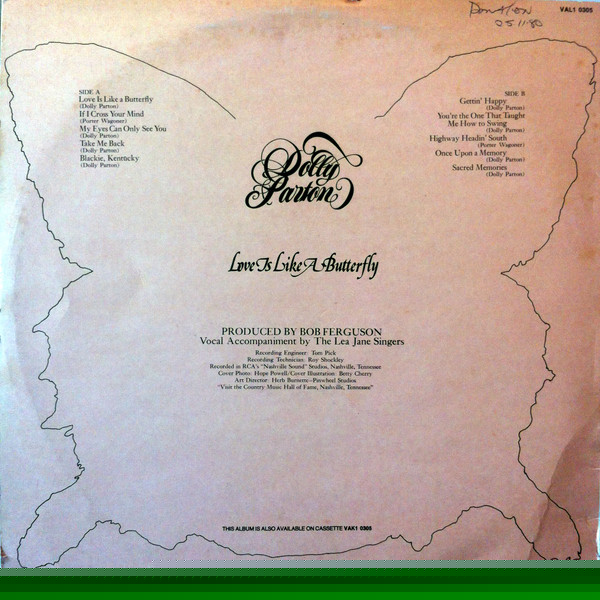 Donation
05.11.80
VAL1 0305
SIDE A
Love Is Like a Butterfly
(Dolly Parton)
If I Cross Your Mind
(Porter Wagoner)
My Eyes Can Only See You
(Dolly Parton)
Take Me Back
(Dolly Parton)
Blackie, Kentucky
(Dolly Parton)
SIDE B
Gettin' Happy
(Dolly Parton)
You're the One That Taught
Me How to Swing
(Dolly Parton)
Highway Headin' South
(Porter Wagoner)
Once Upon a Memory
(Dolly Parton)
Sacred Memories
(Dolly Parton)
Dolly
Parton
Love Is Like A Butterfly
PRODUCED BY BOB FERGUSON
Vocal Accompaniment by The Lea Jane Singers
Recording Engineer: Tom Pick
Recording Technician: Roy Shockley
Recorded in RCA's "Nashville Sound" Studios, Nashville, Tennessee
Cover Photo: Hope Powell/Cover Illustration: Betty Cherry
Art Director: Herb Burnette—Pinwheel Studios
"Visit the Country Music Hall of Fame, Nashville, Tennessee"
THIS ALBUM IS ALSO AVAILABLE ON CASSETTE VAK1 0305